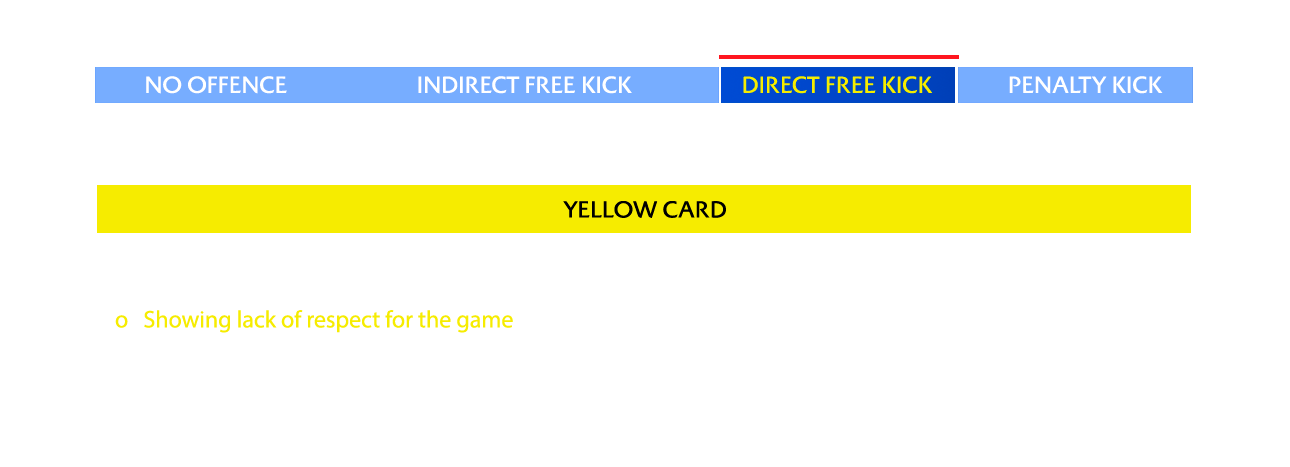 NO OFFENCE INDIRECT FREE KICK DIRECT FREE KICK PENALTY KICK
YELLOW CARD
o Showing lack of respect for the game